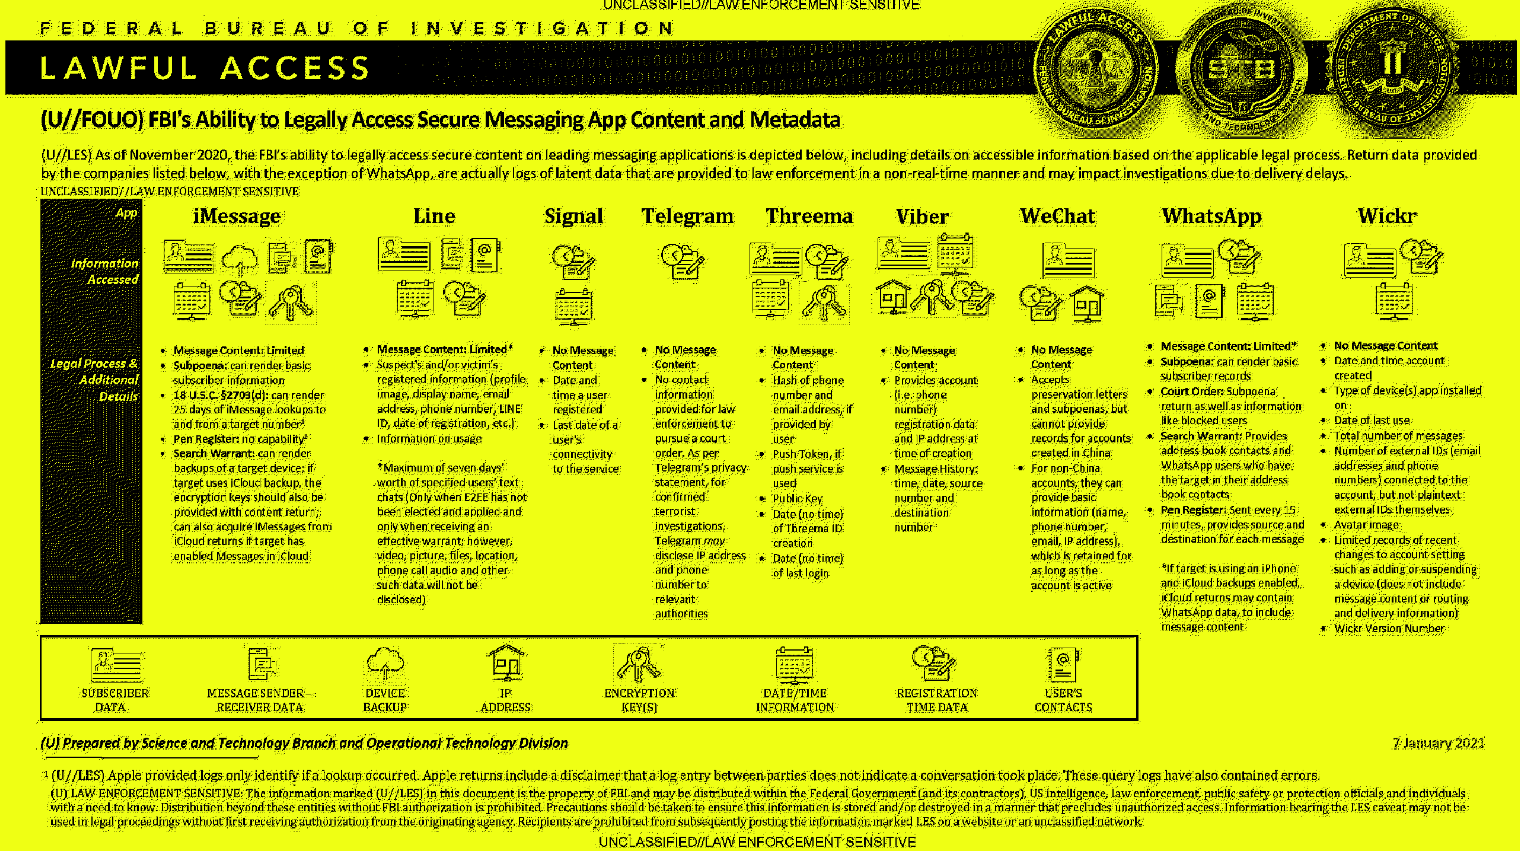 UNCLASSIFIED//LAW ENFORCEMENT SENSITIVE
FEDERAL BUREAU OF INVESTIGATION
LAWFUL ACCESS
(U//FOUO) FBI's Ability to Legally Access Secure Messaging App Content and Metadata
(U//LES) As of November 2020, the FBI's ability to legally access secure content on leading messaging applications is depicted below, including details on accessible information based on the applicable legal process. Return data provided
by the companies listed below, with the exception of WhatsApp, are actually logs of latent data that are provided to law enforcement in a non-real-time manner and may impact investigations due to delivery delays.
UNCLASSIFIED//LAW ENFORCEMENT SENSITIVE
App
iMessage
Line
Signal
Telegram
Threema
Viber
WeChat
WhatsApp
Wickr
Information
Accessed
Legal Process &
Additional
Details
• Message Content: Limited
• Subpoena: can render basic
subscriber information
• 18 U.S.C. §2703(d): can render
25 days of iMessage lookups to
and from a target number¹
• Pen Register: no capability
• Search Warrant: can render
backups of a target device; if
target uses iCloud backup, the
encryption keys should also be
provided with content return;
can also acquire iMessages from
iCloud returns if target has
enabled Messages in iCloud
• Message Content: Limited*
• Suspect's and/or victim's
registered information (profile
image, display name, email
address, phone number, LINE
ID, date of registration, etc.)
• Information on usage
*Maximum of seven days'
worth of specified users' text
chats (Only when E2EE has not
been elected and applied and
only when receiving an
effective warrant; however,
video, picture, files, location,
phone call audio and other
such data will not be
disclosed)
• No Message
Content
• Date and
time a user
registered
• Last date of a
user's
connectivity
to the service
• No Message
Content
• No contact
information
provided for law
enforcement to
pursue a court
order. As per
Telegram's privacy
statement, for
confirmed
terrorist
investigations,
Telegram may
disclose IP address
and phone
number to
relevant
authorities
• No Message
Content
• Hash of phone
number and
email address, if
provided by
user
• Push Token, if
push service is
used
• Public Key
• Date (no time)
of Threema ID
creation
• Date (no time)
of last login
• No Message
Content
• Provides account
(i.e. phone
number)
registration data
and IP address at
time of creation
• Message History:
time, date, source
number and
destination
number
• No Message
Content
• Accepts
preservation letters
and subpoenas, but
cannot provide
records for accounts
created in China
• For non-China
accounts, they can
provide basic
information (name,
phone number,
email, IP address),
which is retained for
as long as the
account is active
• Message Content: Limited*
• Subpoena: can render basic
subscriber records
• Court Order: Subpoena
return as well as information
like blocked users
• Search Warrant: Provides
address book contacts and
WhatsApp users who have
the target in their address
book contacts
• Pen Register: Sent every 15
minutes, provides source and
destination for each message
*If target is using an iPhone
and iCloud backups enabled,
iCloud returns may contain
WhatsApp data, to include
message content
• No Message Content
• Date and time account
created
• Type of device(s) app installed
on
• Date of last use
• Total number of messages
• Number of external IDs (email
addresses and phone
numbers) connected to the
account, but not plaintext
external IDs themselves
• Avatar image
• Limited records of recent
changes to account setting
such as adding or suspending
a device (does not include
message content or routing
and delivery information)
• Wickr Version Number
SUBSCRIBER
DATA
MESSAGE SENDER-
RECEIVER DATA
DEVICE
BACKUP
IP
ADDRESS
ENCRYPTION
KEY(S)
DATE/TIME
INFORMATION
REGISTRATION
TIME DATA
USER'S
CONTACTS
(U) Prepared by Science and Technology Branch and Operational Technology Division
7 January 2021
¹ (U//LES) Apple provided logs only identify if a lookup occurred. Apple returns include a disclaimer that a log entry between parties does not indicate a conversation took place. These query logs have also contained errors.
(U) LAW ENFORCEMENT SENSITIVE: The information marked (U//LES) in this document is the property of FBI and may be distributed within the Federal Government (and its contractors), US intelligence, law enforcement, public safety or protection officials and individuals
with a need to know. Distribution beyond these entities without FBI authorization is prohibited. Precautions should be taken to ensure this information is stored and/or destroyed in a manner that precludes unauthorized access. Information bearing the LES caveat may not be
used in legal proceedings without first receiving authorization from the originating agency. Recipients are prohibited from subsequently posting the information marked LES on a website or an unclassified network.
UNCLASSIFIED//LAW ENFORCEMENT SENSITIVE